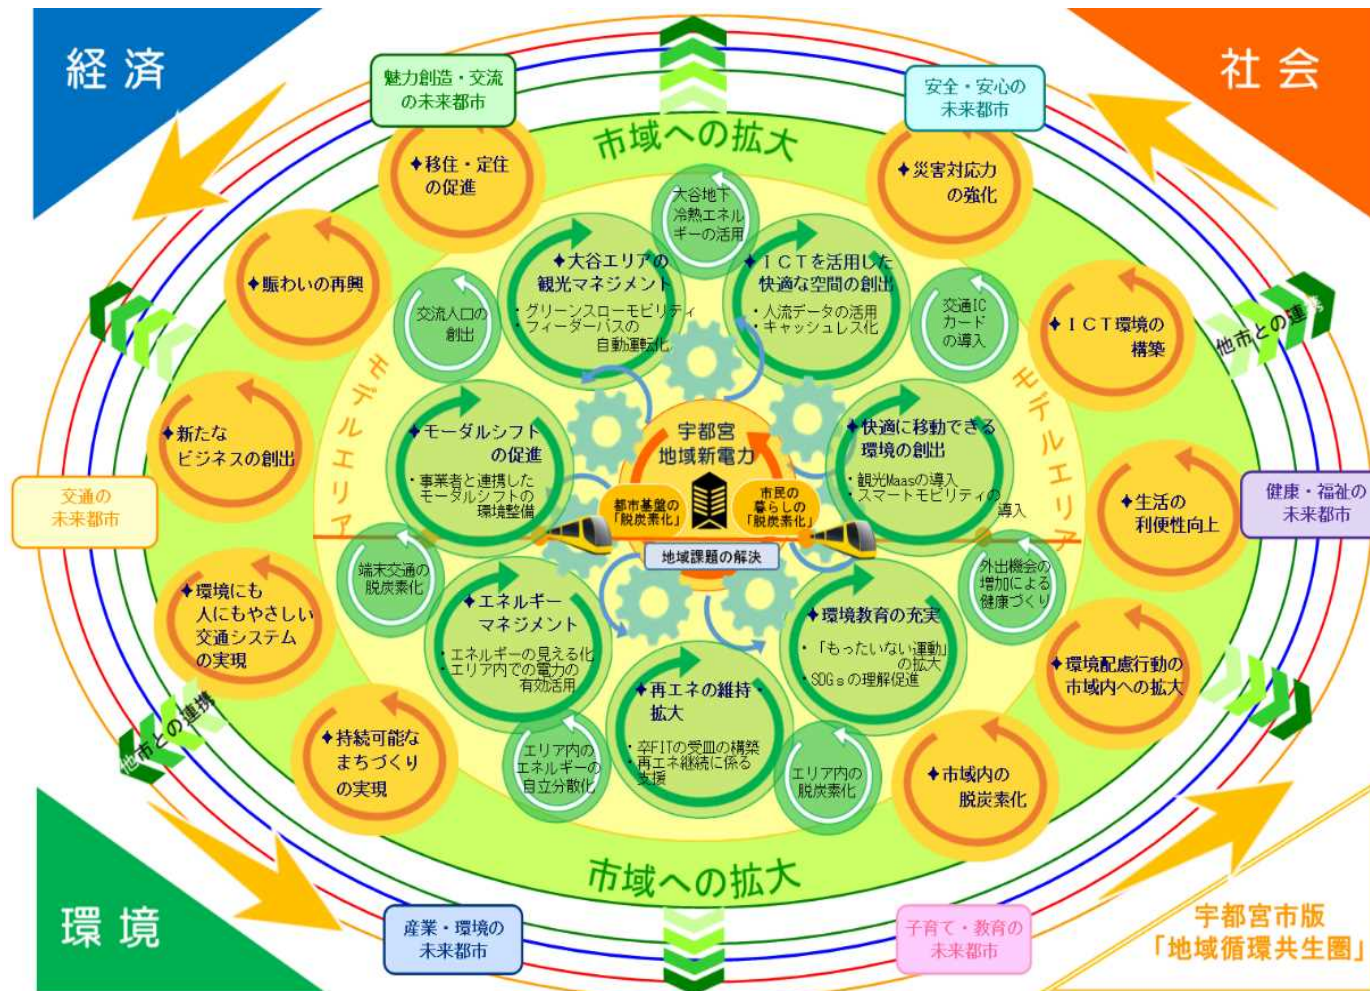 経済
社会
魅力創造・交流
の未来都市
安全・安心の
未来都市
市域への拡大
✦移住・定住
の促進
✦災害対応力
の強化
大谷地下
冷熱エネル
ギーの活用
✦賑わいの再興
✦大谷エリアの
観光マネジメント
・グリーンスローモビリティ
・フィーダーバスの
自動運転化
✦ICTを活用した
快適な空間の創出
・人流データの活用
・キャッシュレス化
交流人口の
創出
交通IC
カード
の導入
✦ICT環境の
構築
他市との連携
モデルエリア
モデルエリア
✦新たな
ビジネスの創出
✦モーダルシフト
の促進
・事業者と連携した
モーダルシフトの
環境整備
宇都宮
地域新電力
都市基盤の
「脱炭素化」
市民の
暮らしの
「脱炭素化」
地域課題の解決
✦快適に移動できる
環境の創出
・観光Maasの導入
・スマートモビリティの
導入
✦生活の
利便性向上
交通の
未来都市
健康・福祉の
未来都市
端末交通の
脱炭素化
外出機会の
増加による
健康づくり
✦環境にも
人にもやさしい
交通システム
の実現
✦エネルギー
マネジメント
・エネルギーの見える化
・エリア内での電力の
有効活用
✦環境教育の充実
・「もったいない運動」
の拡大
・SDGsの理解促進
✦環境配慮行動の
市域内への拡大
他市との連携
✦持続可能な
まちづくり
の実現
エリア内の
エネルギーの
自立分散化
✦再エネの維持・
拡大
・卒FITの受皿の構築
・再エネ継続に係る
支援
エリア内の
脱炭素化
✦市域内の
脱炭素化
市域への拡大
環境
産業・環境の
未来都市
子育て・教育の
未来都市
宇都宮市版
「地域循環共生圏」